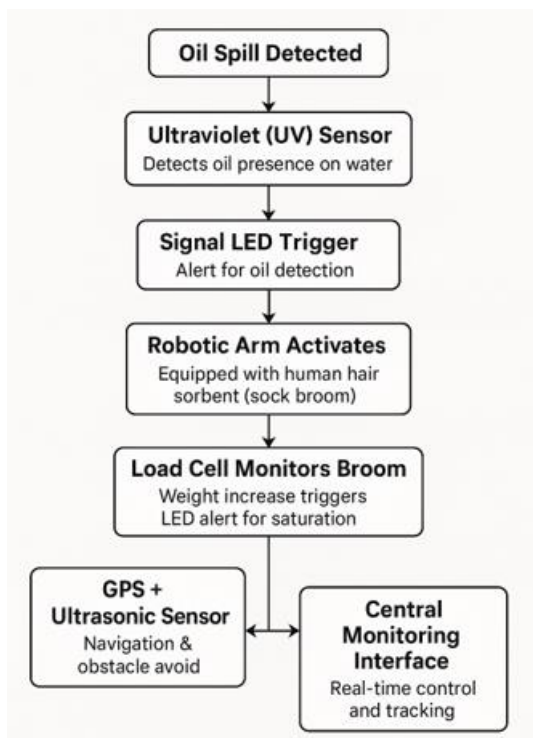 Oil Spill Detected
Ultraviolet (UV) Sensor
Detects oil presence on water
Signal LED Trigger
Alert for oil detection
Robotic Arm Activates
Equipped with human hair
sorbent (sock broom)
Load Cell Monitors Broom
Weight increase triggers
LED alert for saturation
GPS +
Ultrasonic Sensor
Navigation &
obstacle avoid
Central
Monitoring
Interface
Real-time control
and tracking